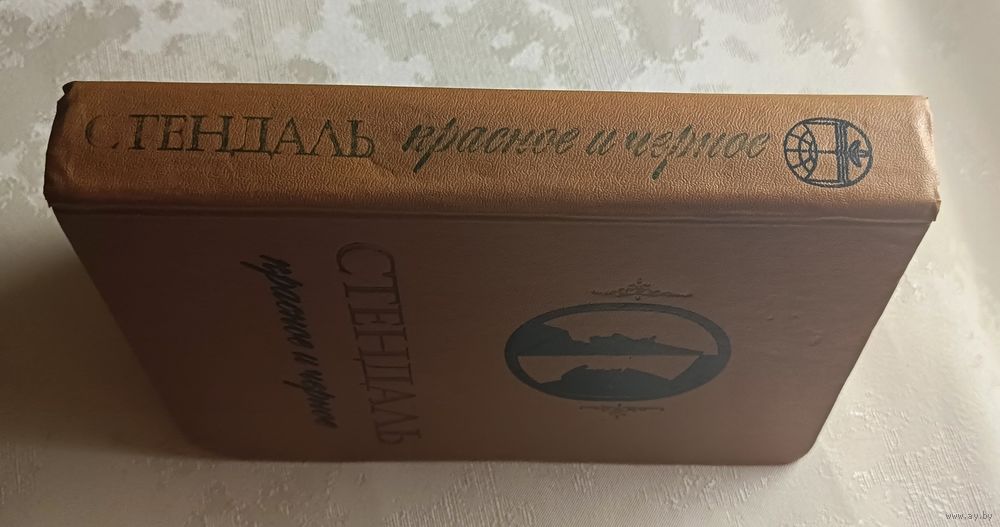 СТЕНДАЛЬ красное и черное
СТЕНДАЛЬ
красное и черное
www.ay.by